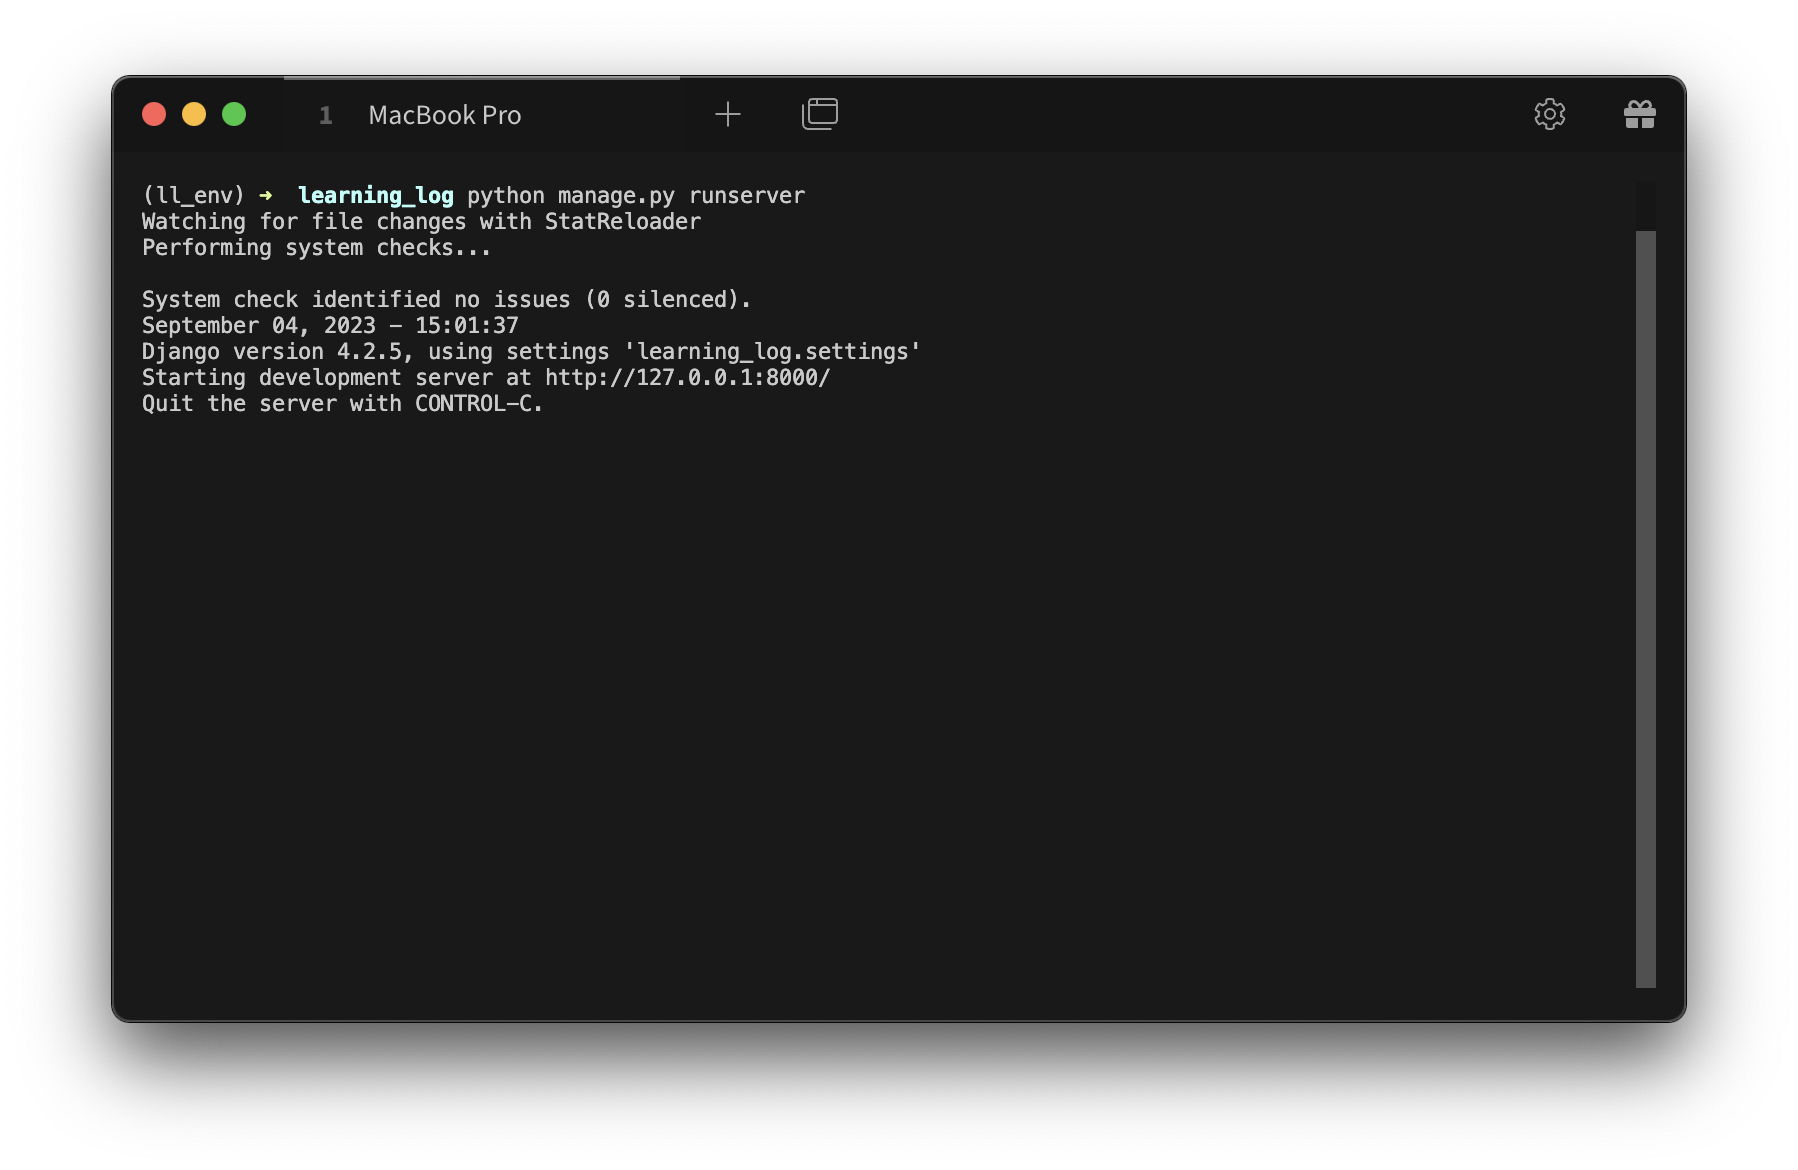 1 MacBook Pro
(ll_env) ➜  learning_log python manage.py runserver
Watching for file changes with StatReloader
Performing system checks...
System check identified no issues (0 silenced).
September 04, 2023 - 15:01:37
Django version 4.2.5, using settings 'learning_log.settings'
Starting development server at http://127.0.0.1:8000/
Quit the server with CONTROL-C.